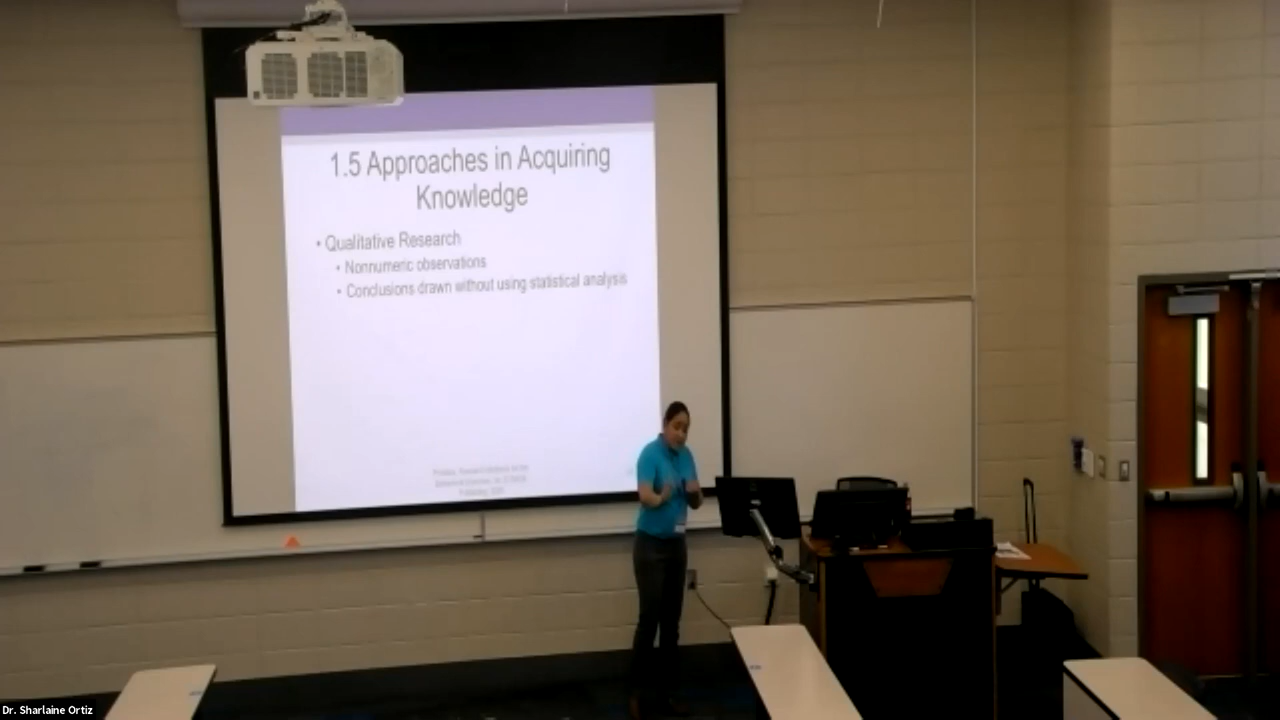 1.5 Approaches in Acquiring
Knowledge
• Qualitative Research
• Nonnumeric observations
• Conclusions drawn without using statistical analysis
Dr. Sharlaine Ortiz